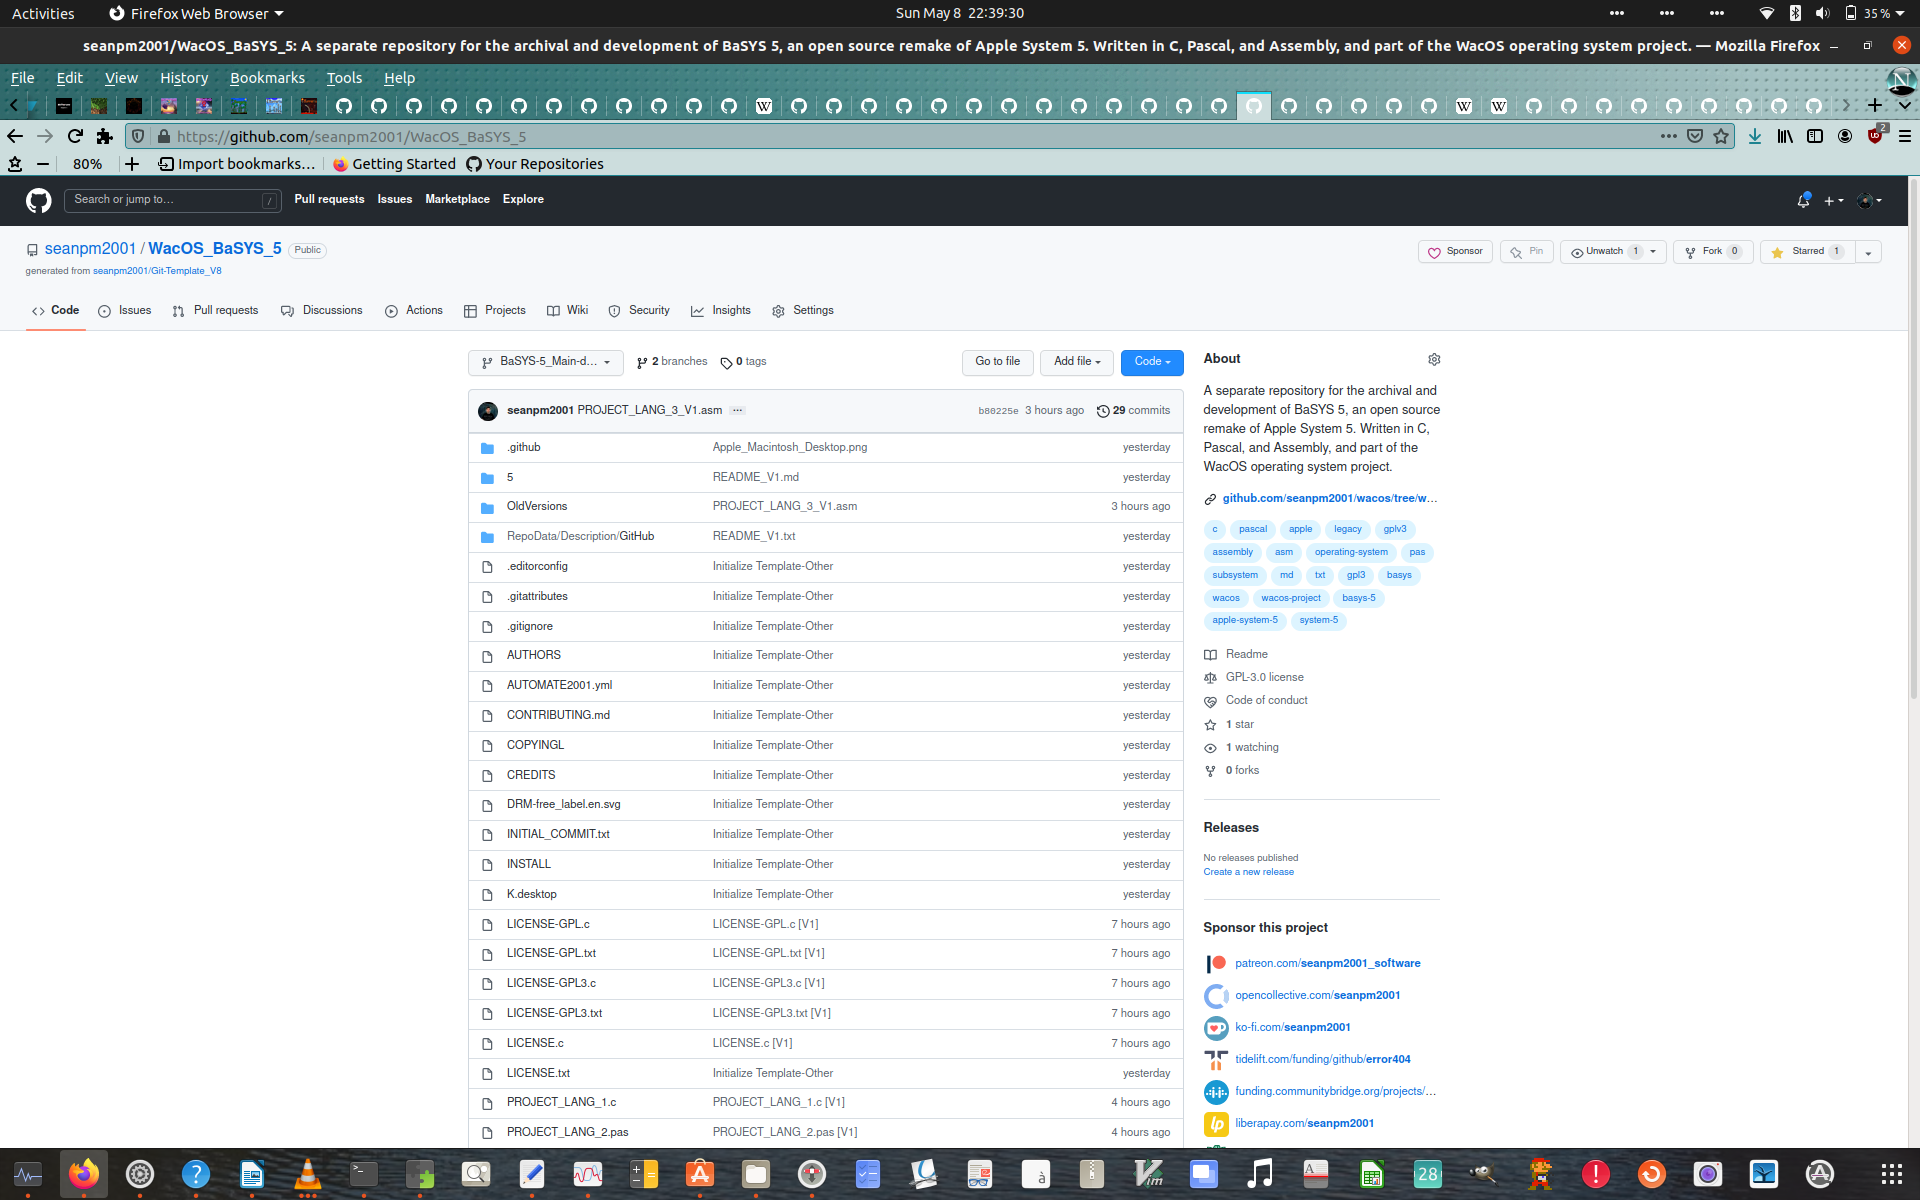 Activities Firefox Web Browser Sun May 8 22:39:30 35 %
seanpm2001/WacOS_BaSYS_5: A separate repository for the archival and development of BaSYS 5, an open source remake of Apple System 5. Written in C, Pascal, and Assembly, and part of the WacOS operating system project. — Mozilla Firefox
File Edit View History Bookmarks Tools Help
https://github.com/seanpm2001/WacOS_BaSYS_5 2
80% Import bookmarks… Getting Started Your Repositories
Search or jump to… / Pull requests Issues Marketplace Explore
seanpm2001 / WacOS_BaSYS_5 Public
generated from seanpm2001/Git-Template_V8
Sponsor Pin Unwatch 1 Fork 0 Starred 1
Code Issues Pull requests Discussions Actions Projects Wiki Security Insights Settings
BaSYS-5_Main-d… 2 branches 0 tags Go to file Add file Code
seanpm2001 PROJECT_LANG_3_V1.asm ··· b80225e 3 hours ago 29 commits
.github Apple_Macintosh_Desktop.png yesterday
5 README_V1.md yesterday
OldVersions PROJECT_LANG_3_V1.asm 3 hours ago
RepoData/Description/GitHub README_V1.txt yesterday
.editorconfig Initialize Template-Other yesterday
.gitattributes Initialize Template-Other yesterday
.gitignore Initialize Template-Other yesterday
AUTHORS Initialize Template-Other yesterday
AUTOMATE2001.yml Initialize Template-Other yesterday
CONTRIBUTING.md Initialize Template-Other yesterday
COPYINGL Initialize Template-Other yesterday
CREDITS Initialize Template-Other yesterday
DRM-free_label.en.svg Initialize Template-Other yesterday
INITIAL_COMMIT.txt Initialize Template-Other yesterday
INSTALL Initialize Template-Other yesterday
K.desktop Initialize Template-Other yesterday
LICENSE-GPL.c LICENSE-GPL.c [V1] 7 hours ago
LICENSE-GPL.txt LICENSE-GPL.txt [V1] 7 hours ago
LICENSE-GPL3.c LICENSE-GPL3.c [V1] 7 hours ago
LICENSE-GPL3.txt LICENSE-GPL3.txt [V1] 7 hours ago
LICENSE.c LICENSE.c [V1] 7 hours ago
LICENSE.txt Initialize Template-Other yesterday
PROJECT_LANG_1.c PROJECT_LANG_1.c [V1] 4 hours ago
PROJECT_LANG_2.pas PROJECT_LANG_2.pas [V1] 4 hours ago
About
A separate repository for the archival and
development of BaSYS 5, an open source
remake of Apple System 5. Written in C,
Pascal, and Assembly, and part of the
WacOS operating system project.
github.com/seanpm2001/wacos/tree/w…
c pascal apple legacy gplv3
assembly asm operating-system pas
subsystem md txt gpl3 basys
wacos wacos-project basys-5
apple-system-5 system-5
Readme
GPL-3.0 license
Code of conduct
1 star
1 watching
0 forks
Releases
No releases published
Create a new release
Sponsor this project
patreon.com/seanpm2001_software
opencollective.com/seanpm2001
ko-fi.com/seanpm2001
tidelift.com/funding/github/error404
funding.communitybridge.org/projects/…
liberapay.com/seanpm2001
28